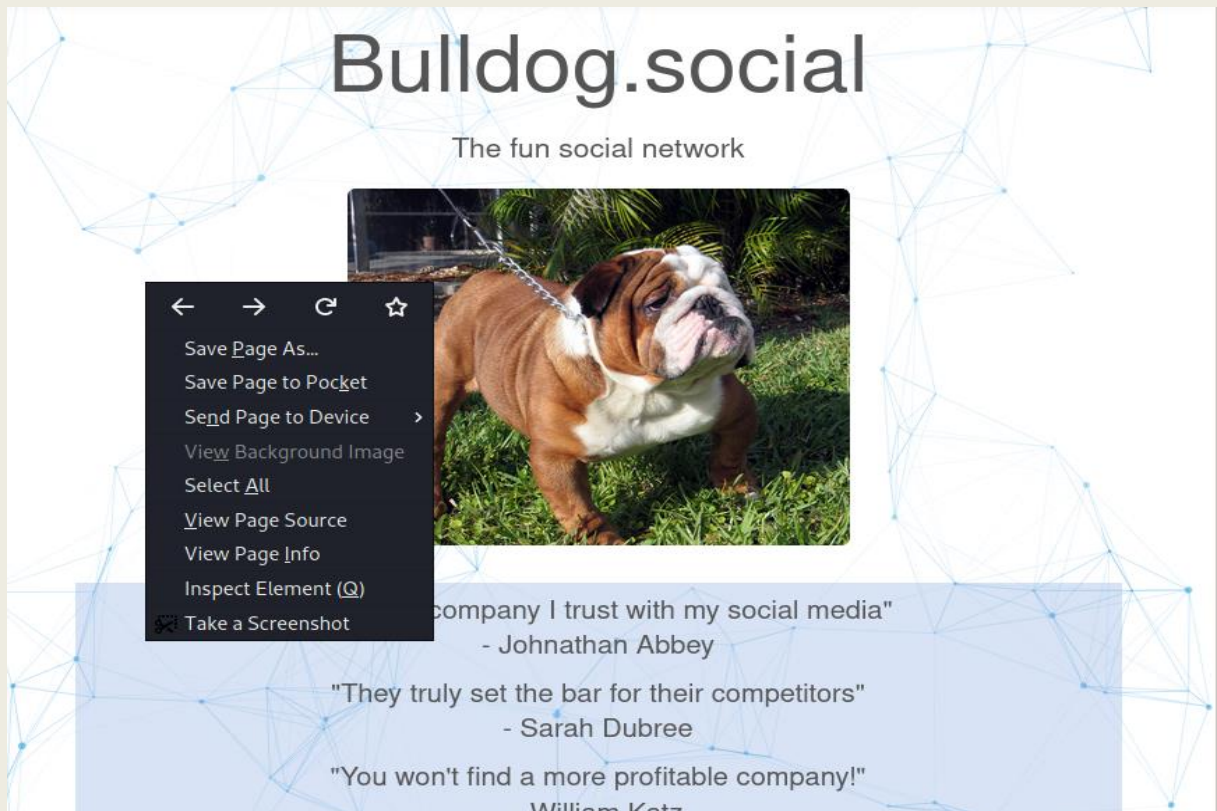 Bulldog.social
The fun social network
Save Page As...
Save Page to Pocket
Send Page to Device
View Background Image
Select All
View Page Source
View Page Info
Inspect Element (Q)
Take a Screenshot
company I trust with my social media"
- Johnathan Abbey
"They truly set the bar for their competitors"
- Sarah Dubree
"You won't find a more profitable company!"
William Katz